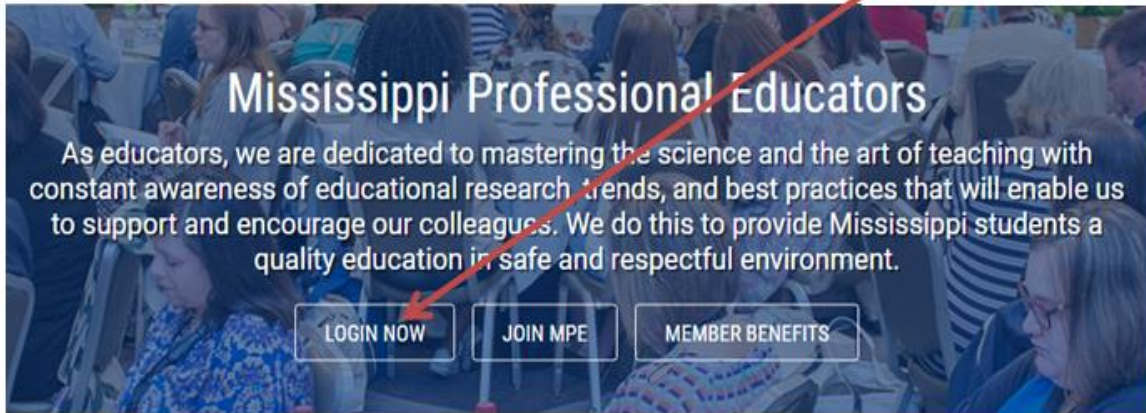 Mississippi Professional Educators
As educators, we are dedicated to mastering the science and the art of teaching with
constant awareness of educational research, trends, and best practices that will enable us
to support and encourage our colleagues. We do this to provide Mississippi students a
quality education in safe and respectful environment.
LOGIN NOW
JOIN MPE
MEMBER BENEFITS